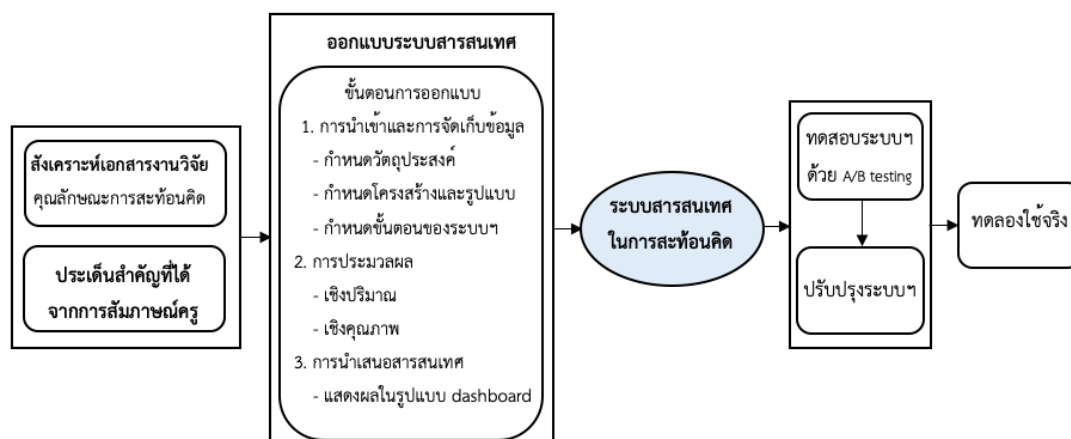 สังเคราะห์เอกสารงานวิจัย
คุณลักษณะการสะท้อนคิด
ประเด็นสำคัญที่ได้
จากการสัมภาษณ์ครู
ออกแบบระบบสารสนเทศ
ขั้นตอนการออกแบบ
1. การนำเข้าและการจัดเก็บข้อมูล
- กำหนดวัตถุประสงค์
- กำหนดโครงสร้างและรูปแบบ
- กำหนดขั้นตอนของระบบฯ
2. การประมวลผล
- เชิงปริมาณ
- เชิงคุณภาพ
3. การนำเสนอสารสนเทศ
- แสดงผลในรูปแบบ dashboard
ระบบสารสนเทศ
ในการสะท้อนคิด
ทดสอบระบบฯ
ด้วย A/B testing
ปรับปรุงระบบฯ
ทดลองใช้จริง